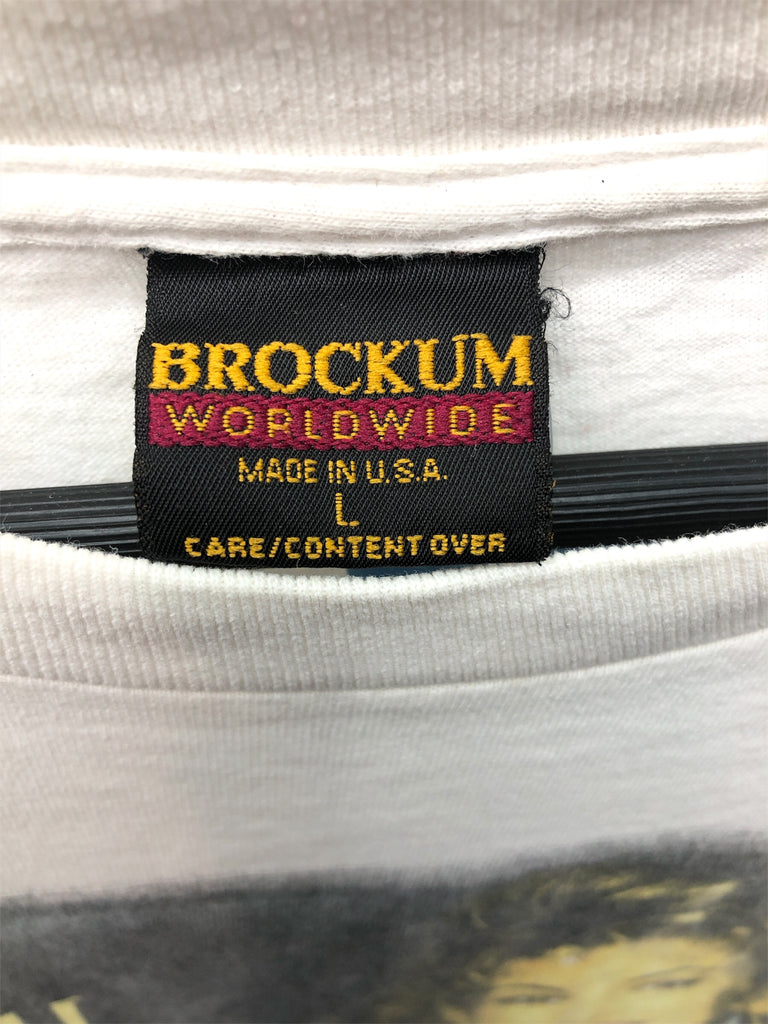 BROCKUM
WORLDWIDE
MADE IN U.S.A.
L
CARE/CONTENT OVER